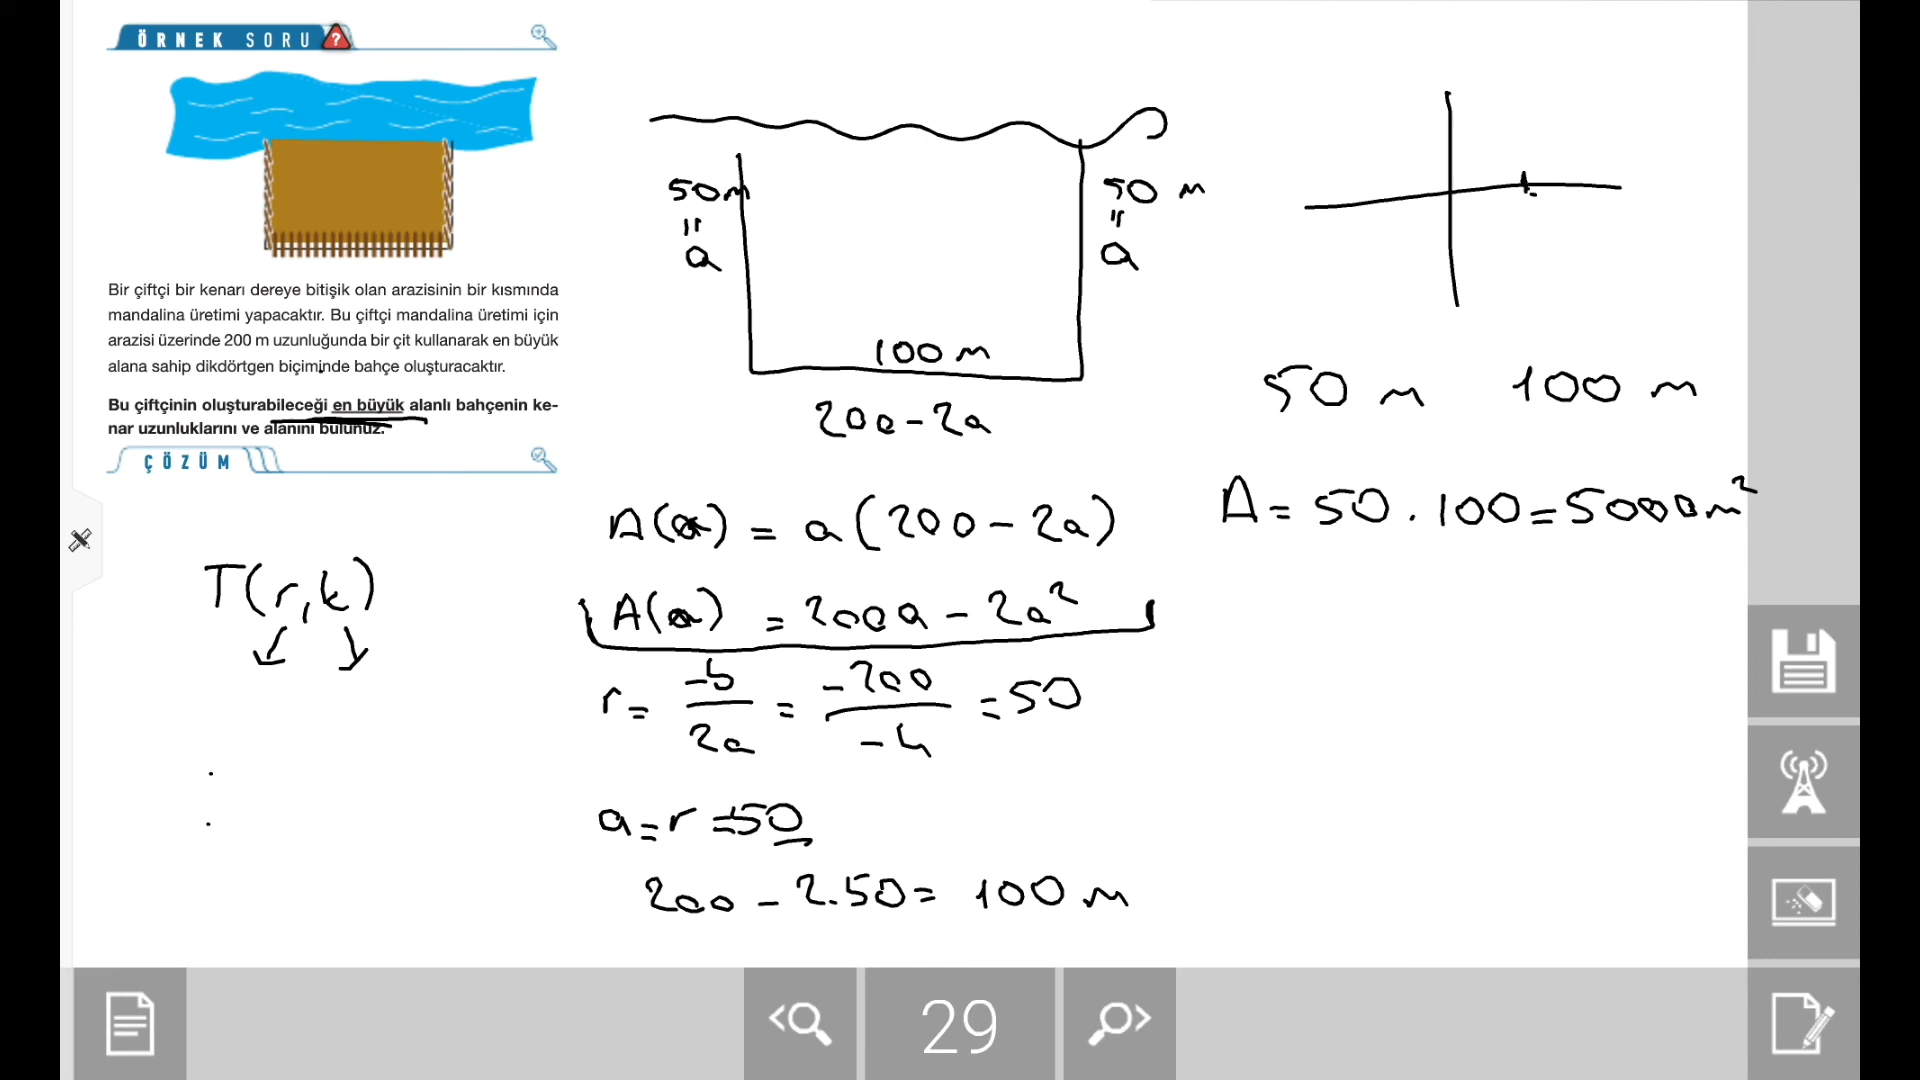 ÖRNEK SORU ?
Bir çiftçi bir kenarı dereye bitişik olan arazisinin bir kısmında
mandalina üretimi yapacaktır. Bu çiftçi mandalina üretimi için
arazisi üzerinde 200 m uzunluğunda bir çit kullanarak en büyük
alana sahip dikdörtgen biçiminde bahçe oluşturacaktır.
Bu çiftçinin oluşturabileceği en büyük alanlı bahçenin ke-
nar uzunluklarını ve alanını bulunuz.
ÇÖZÜM
T(r,k)
50 m
=
a
50 m
=
a
100 m
200-2a
A(a) = a(200-2a)
A(a) = 200a - 2a²
r = -b/2a = -200/-4 = 50
a = r = 50
200 - 2.50 = 100 m
50 m 100 m
A = 50 . 100 = 5000 m²
29